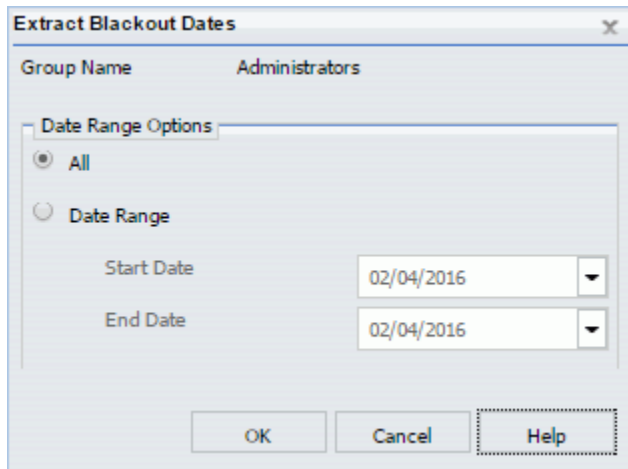 Extract Blackout Dates
Group Name Administrators
Date Range Options
All
Date Range
Start Date 02/04/2016
End Date 02/04/2016
OK Cancel Help